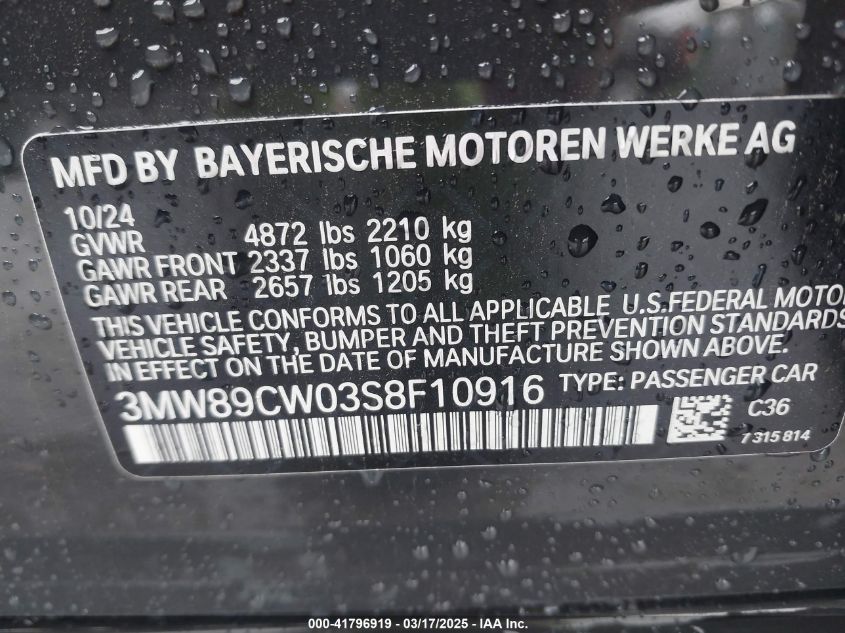 MFD BY BAYERISCHE MOTOREN WERKE AG
10/24
GVWR 4872 lbs 2210 kg
GAWR FRONT 2337 lbs 1060 kg
GAWR REAR 2657 lbs 1205 kg
THIS VEHICLE CONFORMS TO ALL APPLICABLE U.S.FEDERAL MOTO
VEHICLE SAFETY, BUMPER AND THEFT PREVENTION STANDARDS
IN EFFECT ON THE DATE OF MANUFACTURE SHOWN ABOVE.
3MW89CW03S8F10916 TYPE: PASSENGER CAR
C36
7 315 814
000-41796919 - 03/17/2025 - IAA Inc.